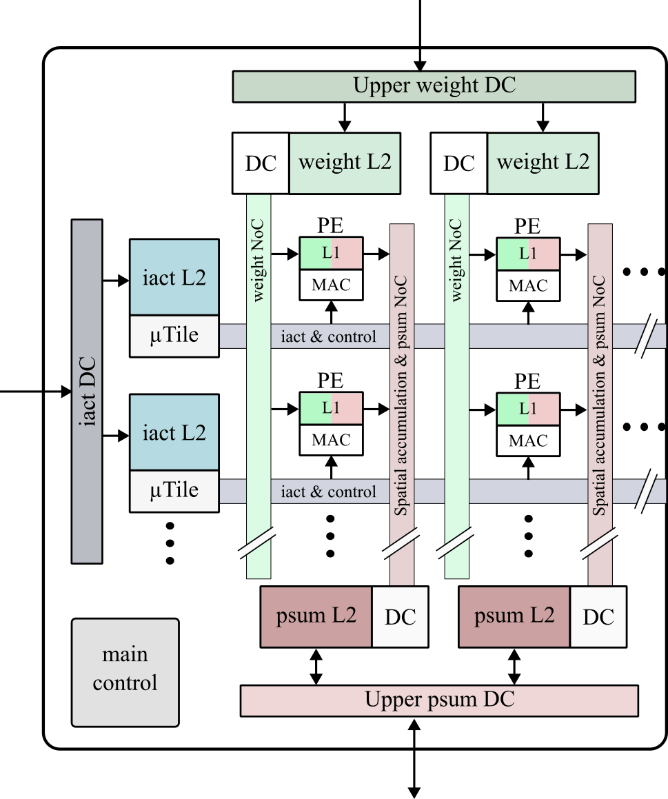 Upper weight DC
DC
weight L2
DC
weight L2
weight NoC
PE
L1
MAC
Spatial accumulation & psum NoC
weight NoC
PE
L1
MAC
Spatial accumulation & psum NoC
iact DC
iact L2
µTile
iact & control
PE
L1
MAC
PE
L1
MAC
iact L2
µTile
iact & control
psum L2
DC
psum L2
DC
main
control
Upper psum DC